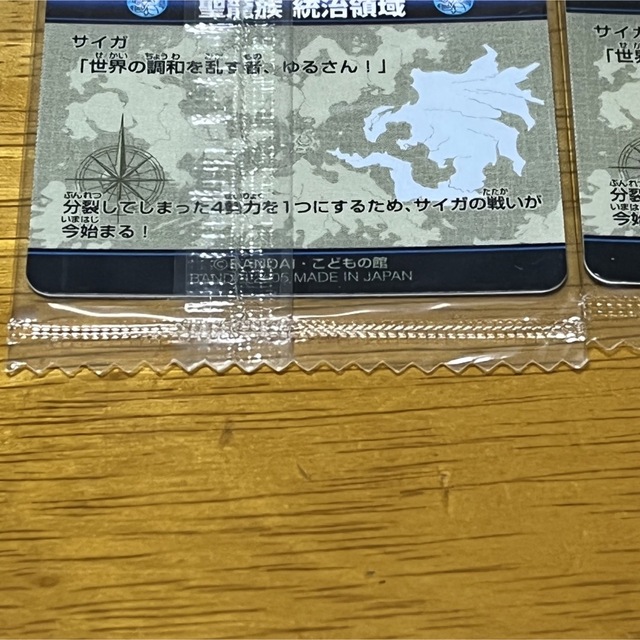 聖龍族 統治領域
サイガ
「世界の調和を乱す者、ゆるさん！」
分裂してしまった4勢力を1つにするため、サイガの戦いが
今始まる！
©BANDAI・こどもの館
MADE IN JAPAN
サイガ
「世
分裂
今始